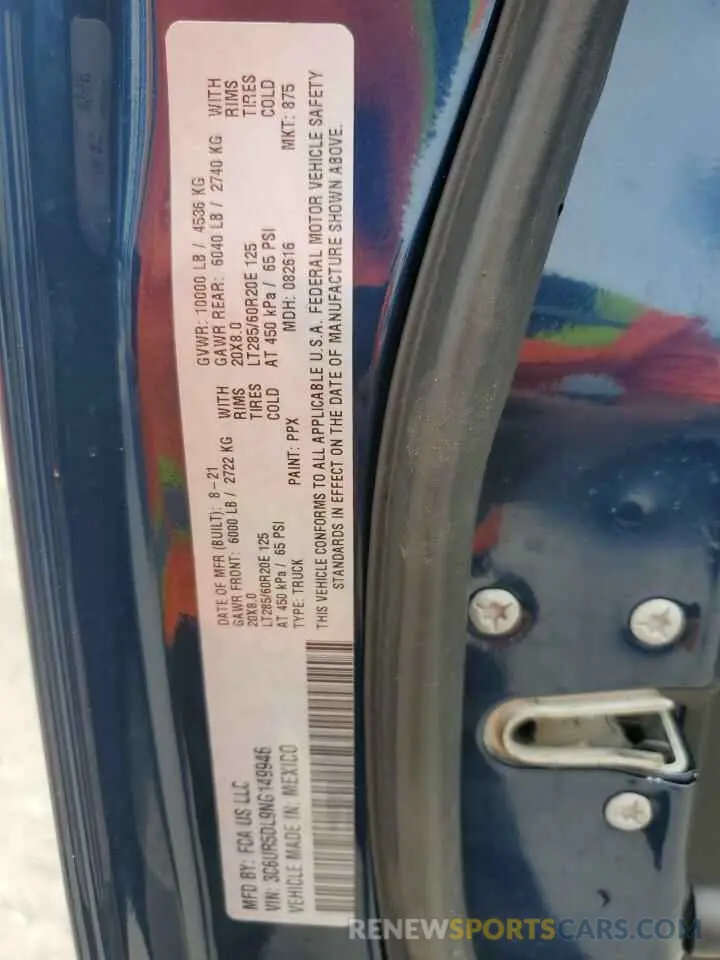 MFD BY: FCA US LLC
DATE OF MFR (BUILT): 8-21
GVWR: 10000 LB / 4536 KG
VIN: 3C6UR5DL9NG149946
GAWR FRONT: 6000 LB / 2722 KG WITH
GAWR REAR: 6040 LB / 2740 KG WITH
VEHICLE MADE IN: MEXICO
20X8.0 RIMS
20X8.0 RIMS
LT285/60R20E 125 TIRES
LT285/60R20E 125 TIRES
AT 450 kPa / 65 PSI COLD
AT 450 kPa / 65 PSI COLD
TYPE: TRUCK PAINT: PPX MDH: 082616 MKT: 875
THIS VEHICLE CONFORMS TO ALL APPLICABLE U.S.A. FEDERAL MOTOR VEHICLE SAFETY
STANDARDS IN EFFECT ON THE DATE OF MANUFACTURE SHOWN ABOVE.
RENEWSPORTSCARS.COM